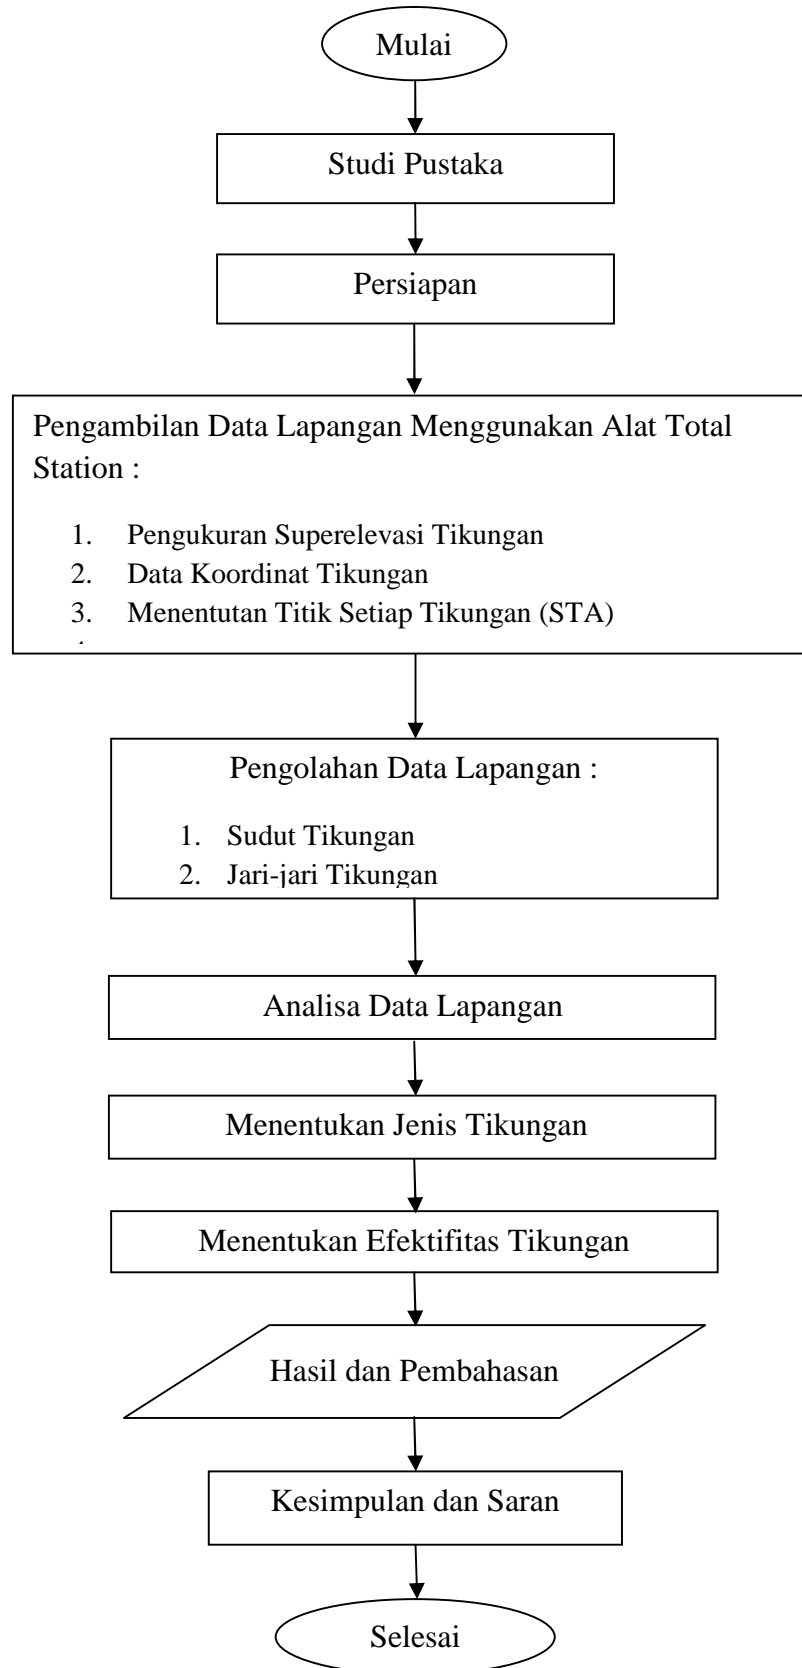 Mulai
Studi Pustaka
Persiapan
Pengambilan Data Lapangan Menggunakan Alat Total
Station :
1. Pengukuran Superelevasi Tikungan
2. Data Koordinat Tikungan
3. Menentutan Titik Setiap Tikungan (STA)
Pengolahan Data Lapangan :
1. Sudut Tikungan
2. Jari-jari Tikungan
Analisa Data Lapangan
Menentukan Jenis Tikungan
Menentukan Efektifitas Tikungan
Hasil dan Pembahasan
Kesimpulan dan Saran
Selesai